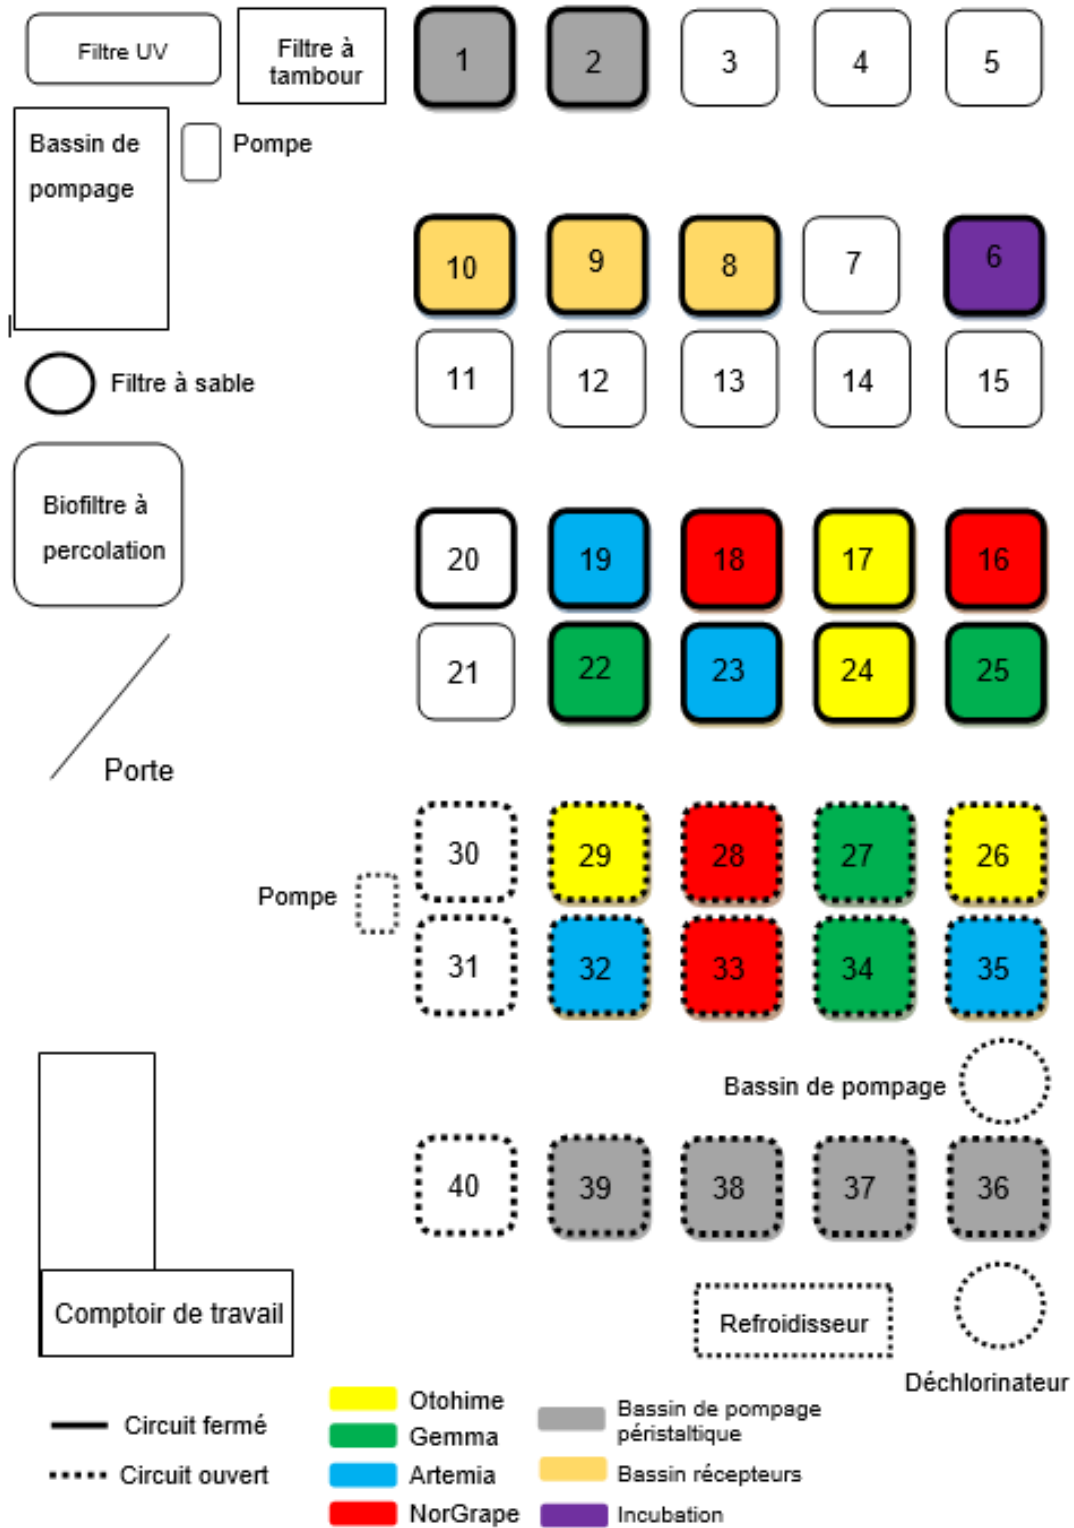 Filtre UV
Filtre à
tambour
1
2
3
4
5
Bassin de
pompage
Pompe
10
9
8
7
6
Filtre à sable
11
12
13
14
15
Biofiltre à
percolation
20
19
18
17
16
21
22
23
24
25
Porte
30
29
28
27
26
Pompe
31
32
33
34
35
Bassin de pompage
40
39
38
37
36
Comptoir de travail
Refroidisseur
Déchlorinateur
Circuit fermé
Circuit ouvert
Otohime
Gemma
Artemia
NorGrape
Bassin de pompage
péristaltique
Bassin récepteurs
Incubation